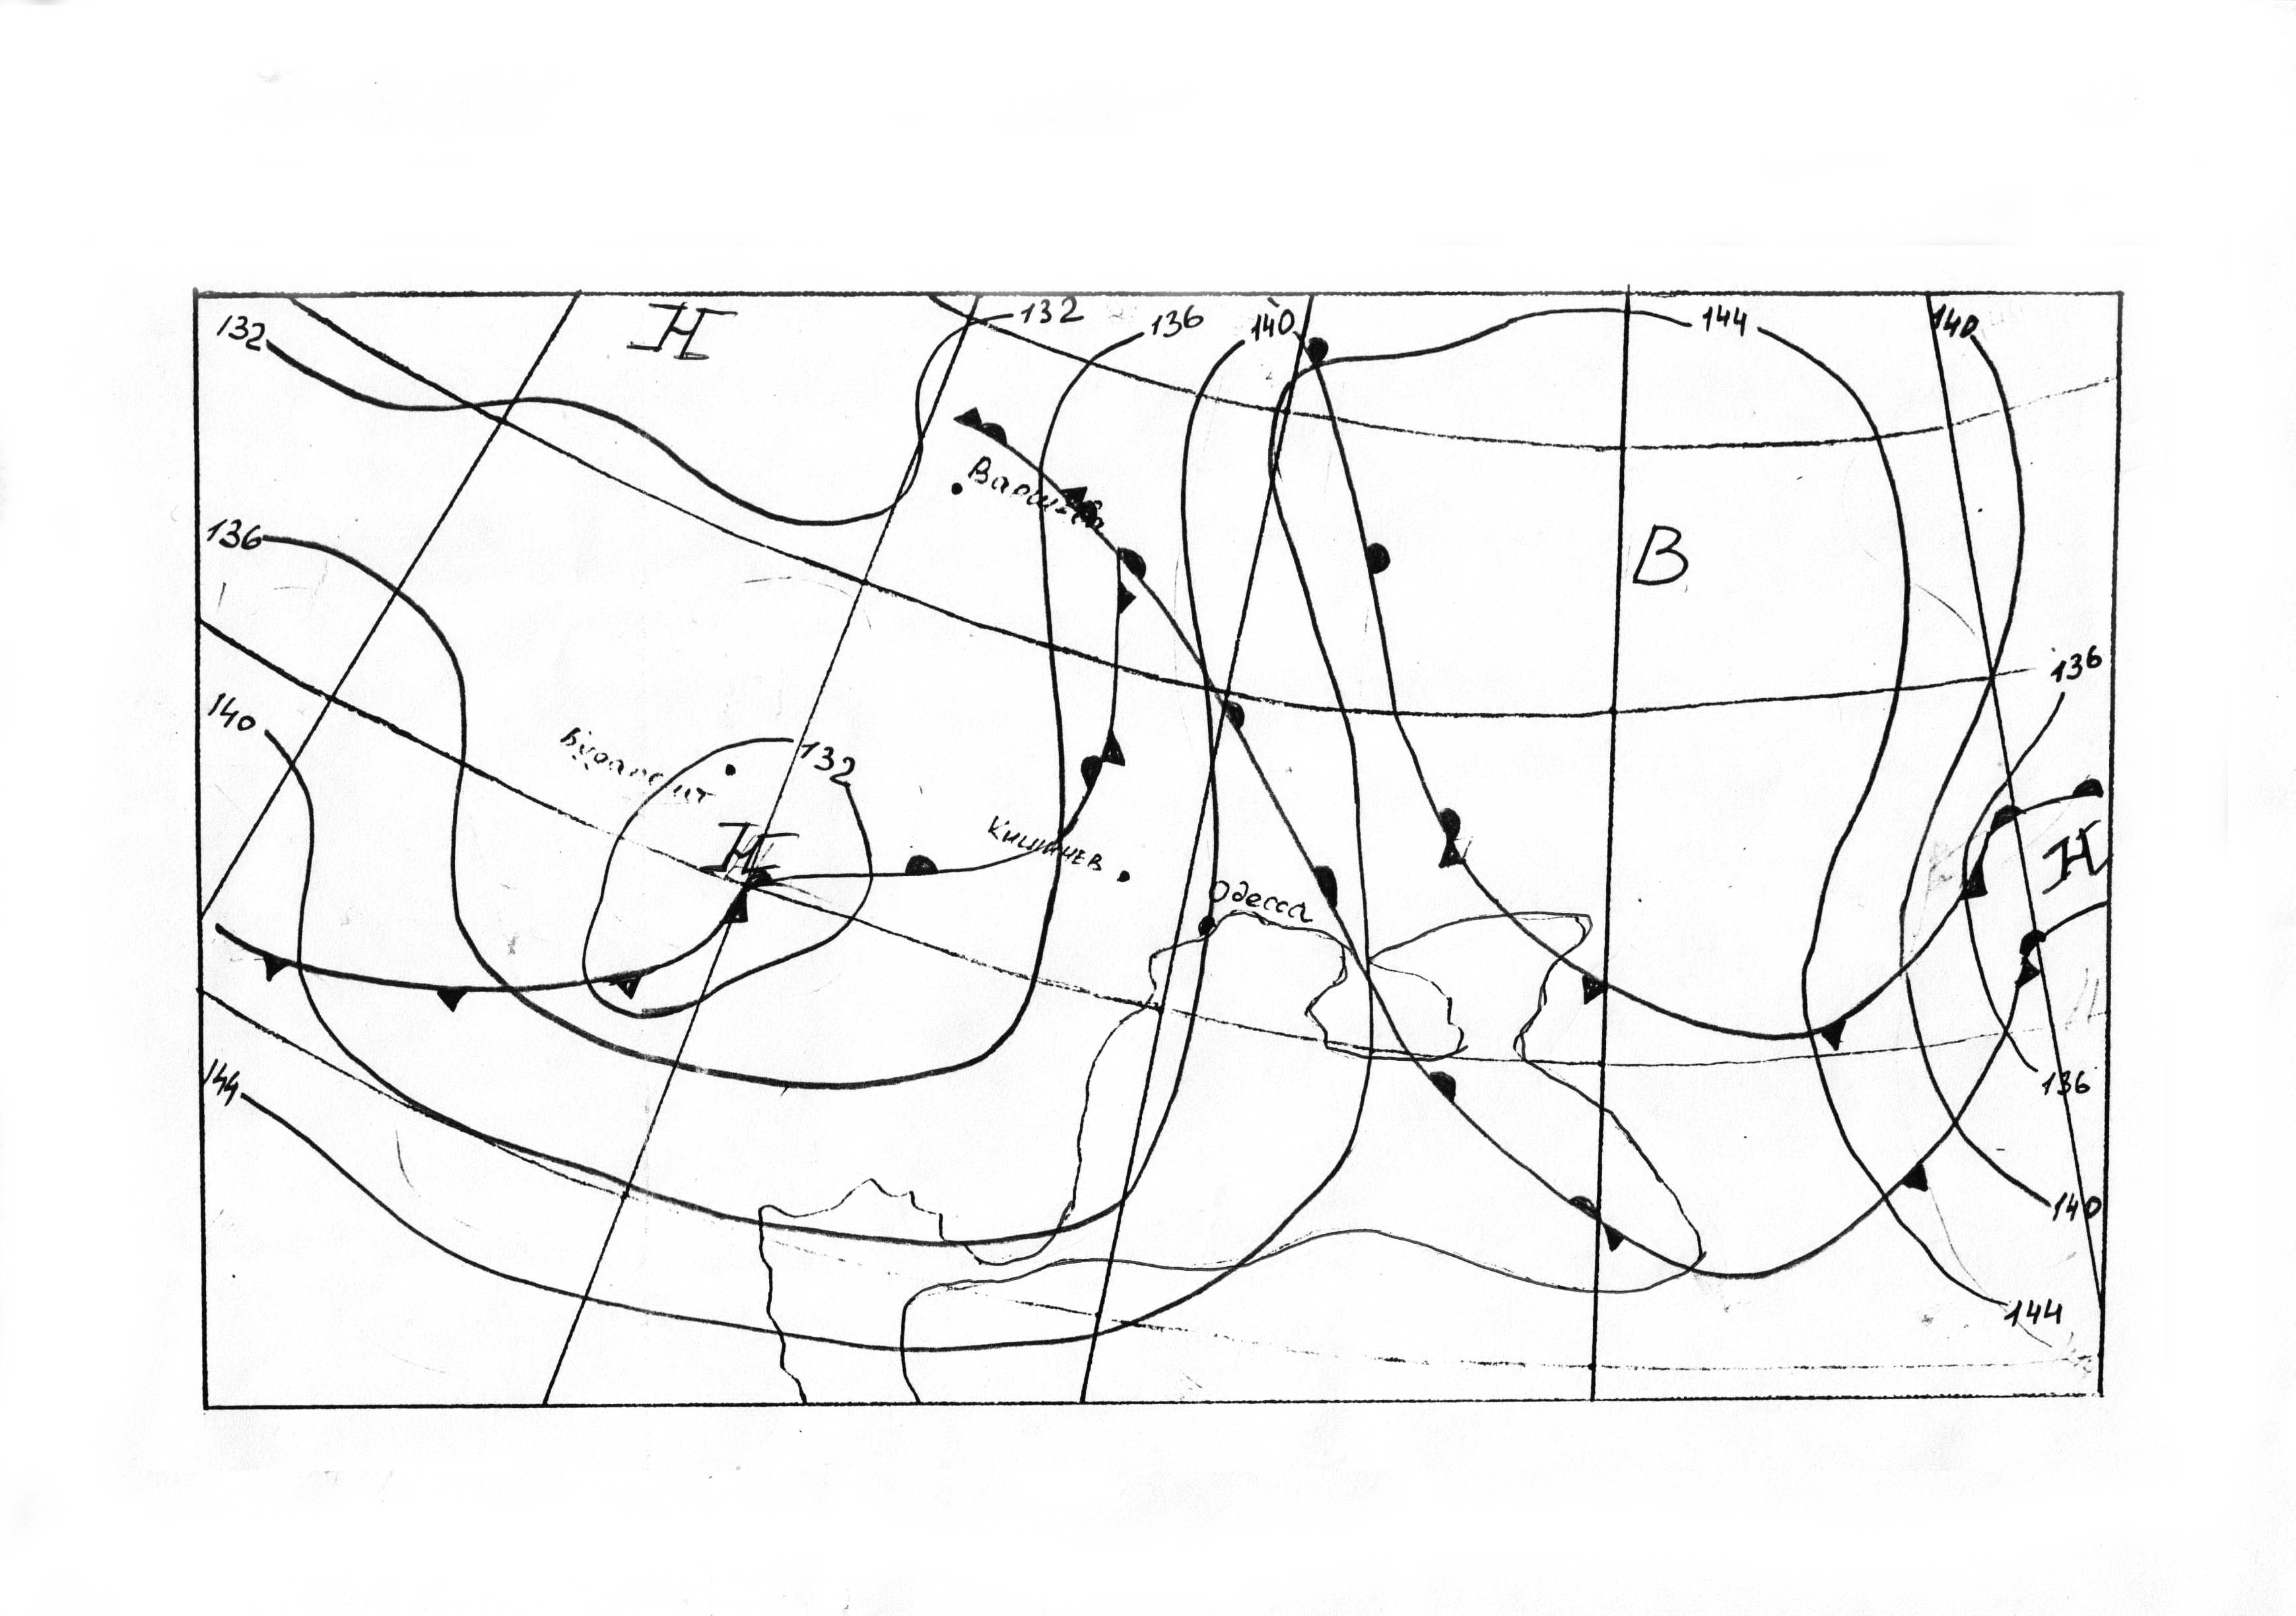 132
Н
132
136
140
144
140
Варшава
136
В
136
140
Будапешт
132
Н
Кишинев
Н
Одесса
136
144
140
144